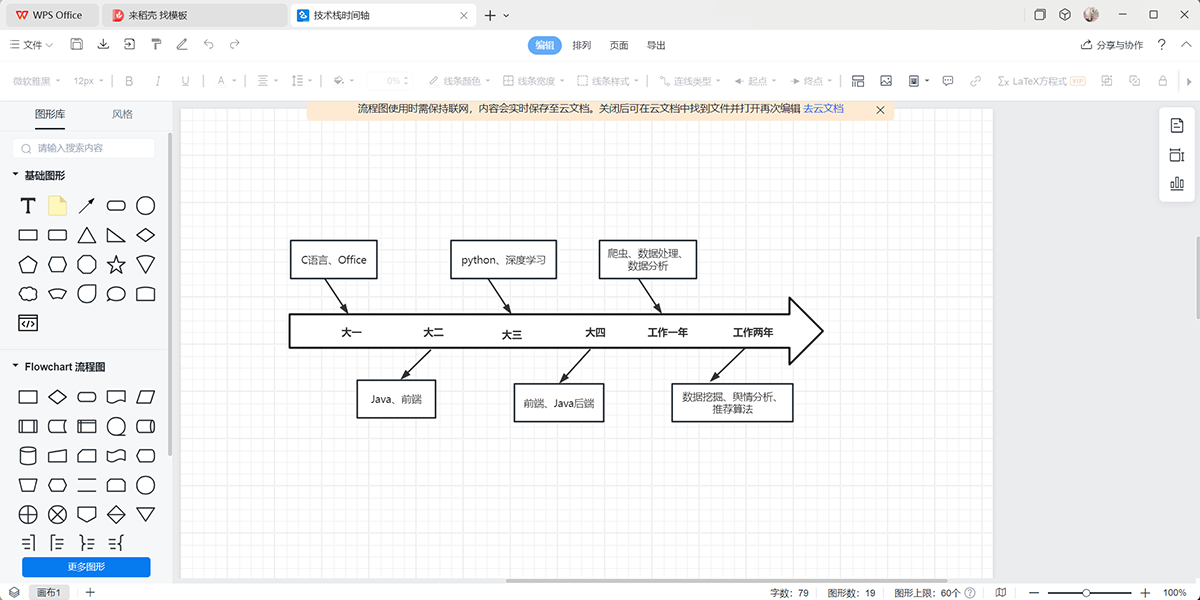 WPS Office
来稻壳 找模板
技术栈时间轴
文件
编辑
排列
页面
导出
分享与协作
微软雅黑
12px
B
I
U
A
0%
线条颜色
线条宽度
线条样式
连线类型
起点
终点
LaTeX方程式
VIP
图形库
风格
流程图使用时需保持联网，内容会实时保存至云文档。关闭后可在云文档中找到文件并打开再次编辑 去云文档
请输入搜索内容
基础图形
T
Flowchart 流程图
更多图形
C语言、Office
python、深度学习
爬虫、数据处理、
数据分析
大一
大二
大三
大四
工作一年
工作两年
Java、前端
前端、Java后端
数据挖掘、舆情分析、
推荐算法
画布1
字数：79
图形数：19
图形上限：60个
100%